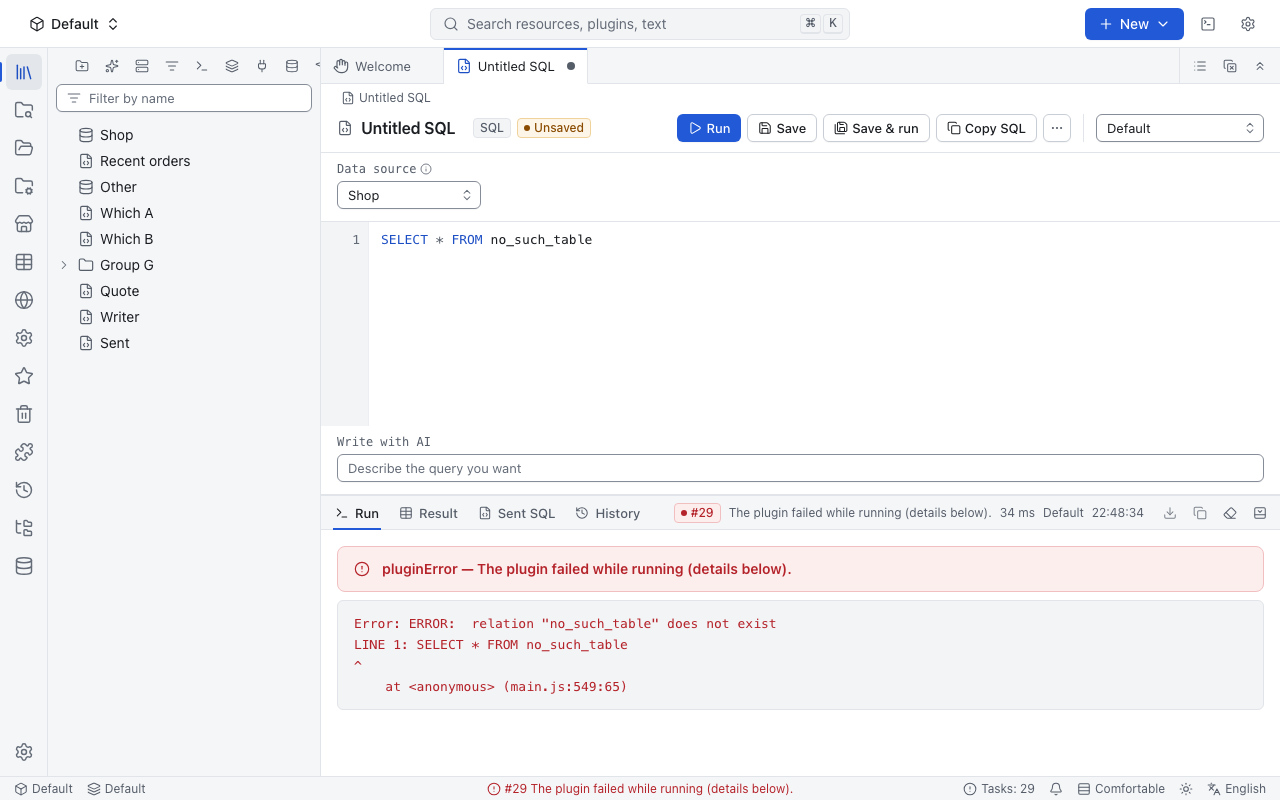 Default
Search resources, plugins, text
⌘ K
New
Filter by name
Shop
Recent orders
Other
Which A
Which B
Group G
Quote
Writer
Sent
Welcome
Untitled SQL
Untitled SQL
Untitled SQL
SQL
Unsaved
Run
Save
Save & run
Copy SQL
Default
Data source
Shop
1 SELECT * FROM no_such_table
Write with AI
Describe the query you want
Run
Result
Sent SQL
History
#29 The plugin failed while running (details below). 34 ms Default 22:48:34
pluginError — The plugin failed while running (details below).
Error: ERROR:  relation "no_such_table" does not exist
LINE 1: SELECT * FROM no_such_table
^
    at <anonymous> (main.js:549:65)
Default
Default
#29 The plugin failed while running (details below).
Tasks: 29
Comfortable
English